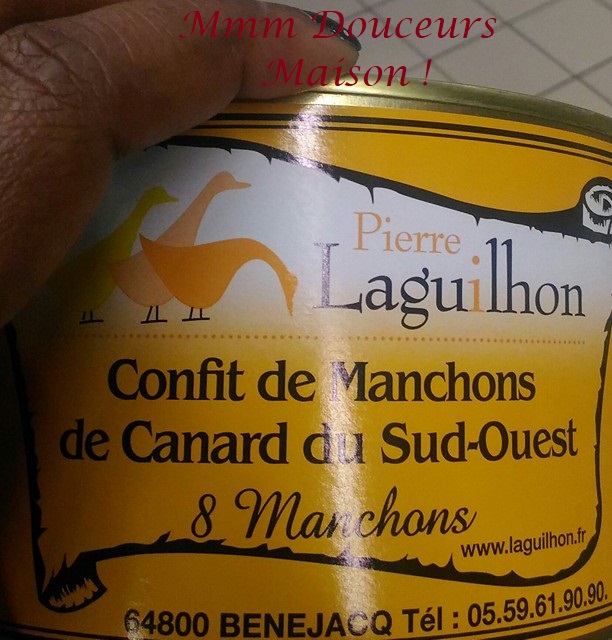 Mmm Douceurs
Maison !
Pierre
Laguilhon
Confit de Manchons
de Canard du Sud-Ouest
8 Manchons
www.laguilhon.fr
64800 BENEJACQ Tél : 05.59.61.90.90.